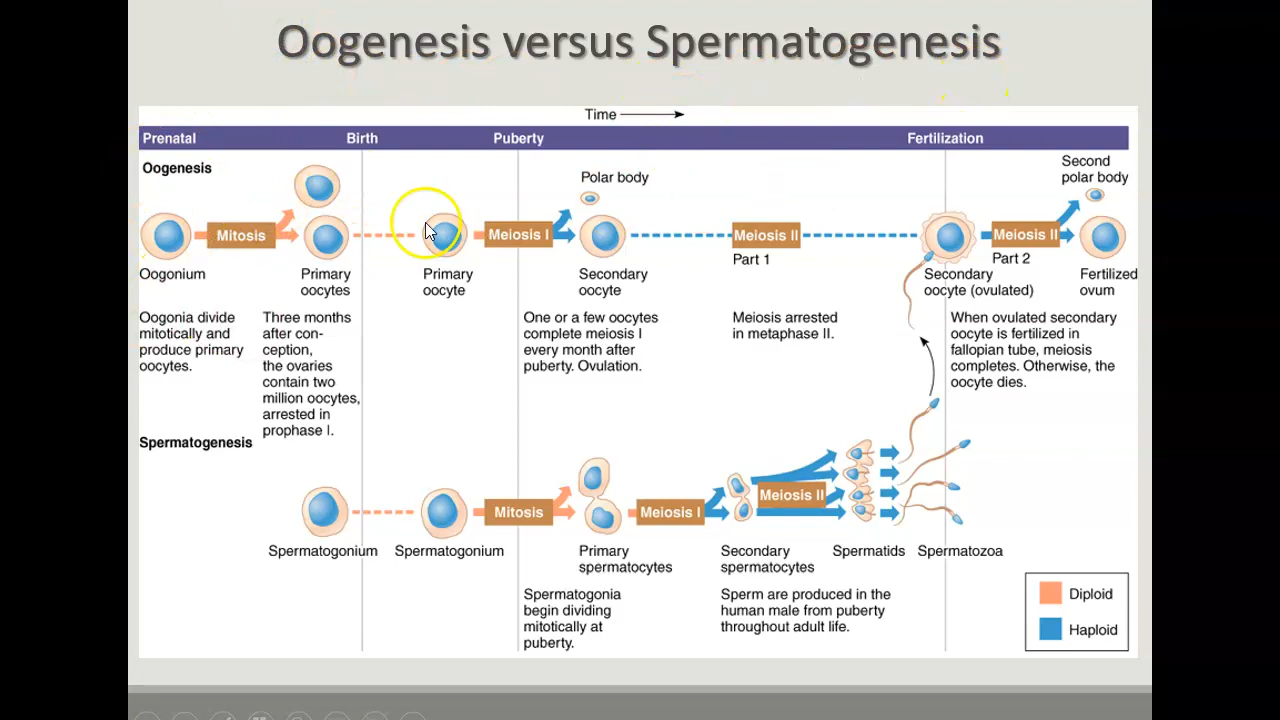 Oogenesis versus Spermatogenesis
Time
Prenatal
Birth
Puberty
Fertilization
Oogenesis
Polar body
Second
polar body
Mitosis
Meiosis I
Meiosis II
Meiosis II
Part 1
Part 2
Oogonium
Primary
oocytes
Primary
oocyte
Secondary
oocyte
Secondary
oocyte (ovulated)
Fertilized
ovum
Oogonia divide
mitotically and
produce primary
oocytes.
Three months
after con-
ception,
the ovaries
contain two
million oocytes,
arrested in
prophase I.
One or a few oocytes
complete meiosis I
every month after
puberty. Ovulation.
Meiosis arrested
in metaphase II.
When ovulated secondary
oocyte is fertilized in
fallopian tube, meiosis
completes. Otherwise, the
oocyte dies.
Spermatogenesis
Mitosis
Meiosis I
Meiosis II
Spermatogonium
Spermatogonium
Primary
spermatocytes
Secondary
spermatocytes
Spermatids
Spermatozoa
Spermatogonia
begin dividing
mitotically at
puberty.
Sperm are produced in the
human male from puberty
throughout adult life.
Diploid
Haploid